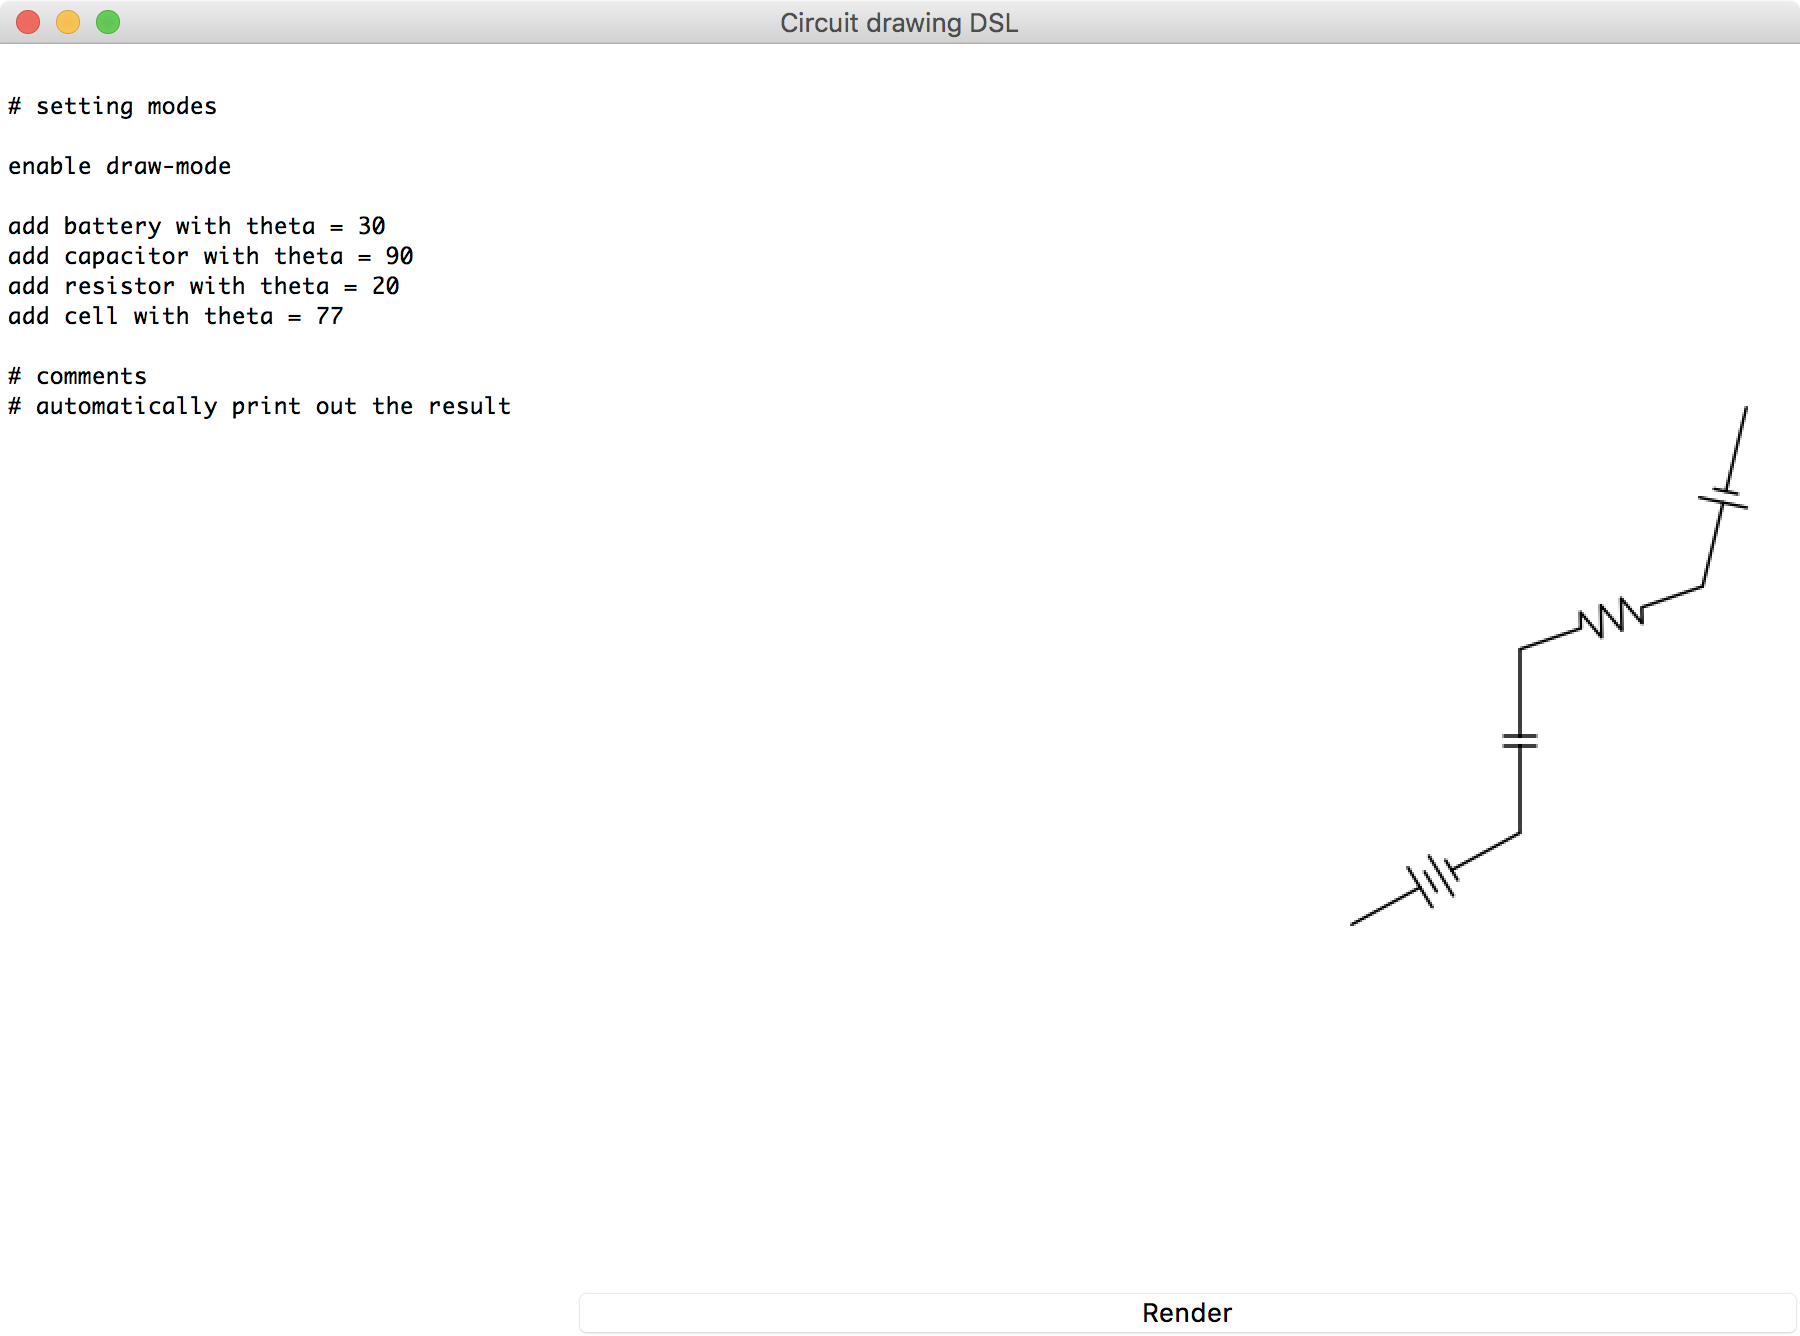 Circuit drawing DSL
# setting modes
enable draw-mode
add battery with theta = 30
add capacitor with theta = 90
add resistor with theta = 20
add cell with theta = 77
# comments
# automatically print out the result
Render